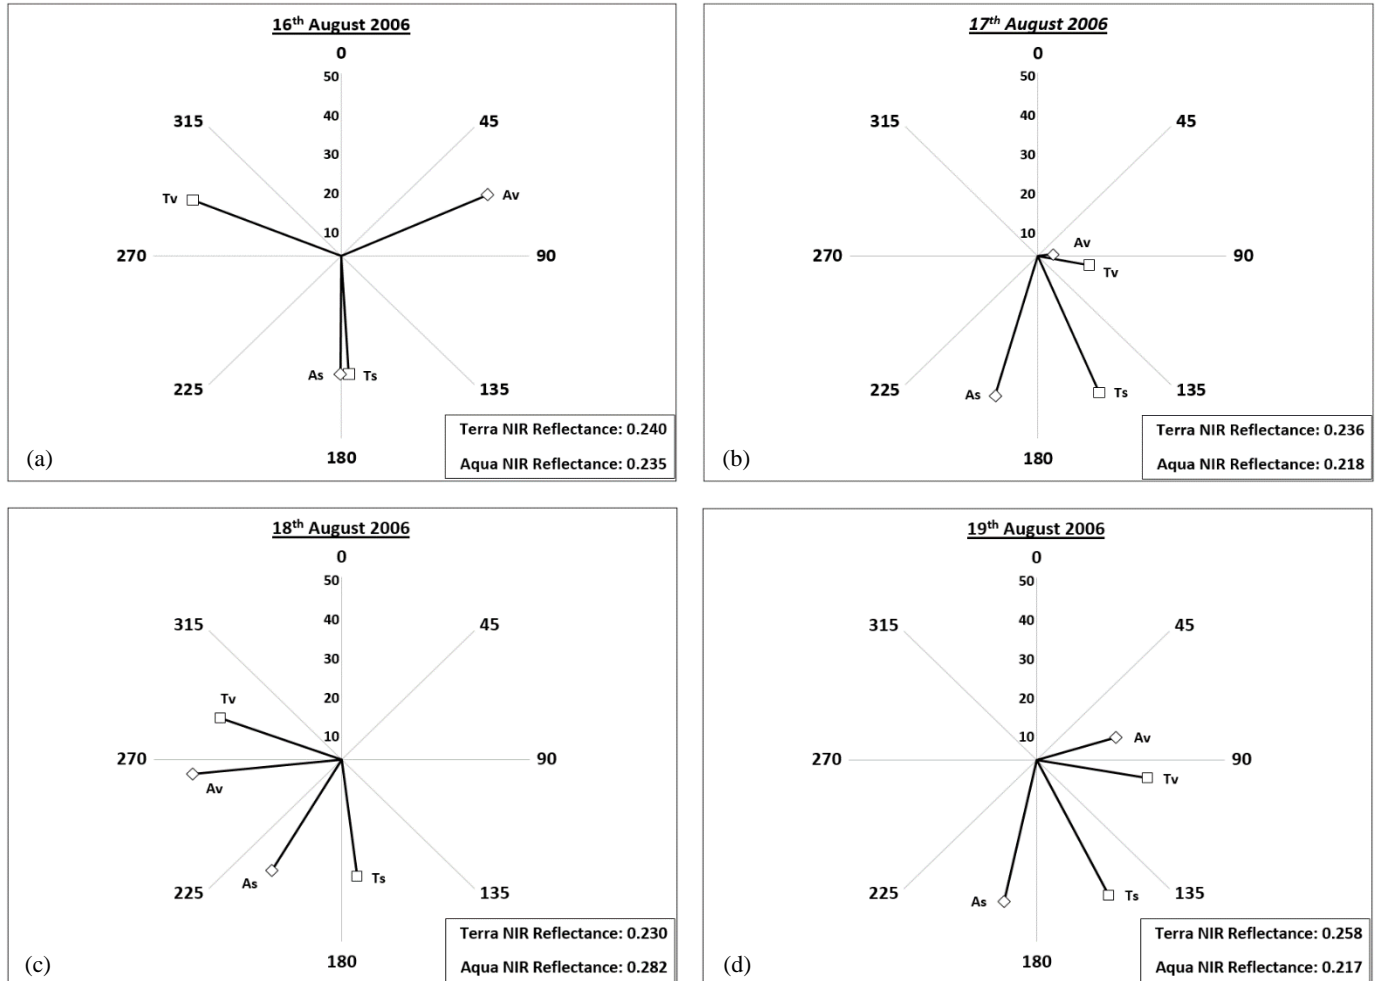 16th August 2006
0
50
40
30
20
10
315
45
Tv
Av
270
90
As
Ts
225
135
180
Terra NIR Reflectance: 0.240
Aqua NIR Reflectance: 0.235
(a)
17th August 2006
0
50
40
30
20
10
315
45
Av
Tv
270
90
As
Ts
225
135
180
Terra NIR Reflectance: 0.236
Aqua NIR Reflectance: 0.218
(b)
18th August 2006
0
50
40
30
20
10
315
45
Tv
270
90
Av
As
Ts
225
135
180
Terra NIR Reflectance: 0.230
Aqua NIR Reflectance: 0.282
(c)
19th August 2006
0
50
40
30
20
10
315
45
Av
270
90
Tv
As
Ts
225
135
180
Terra NIR Reflectance: 0.258
Aqua NIR Reflectance: 0.217
(d)